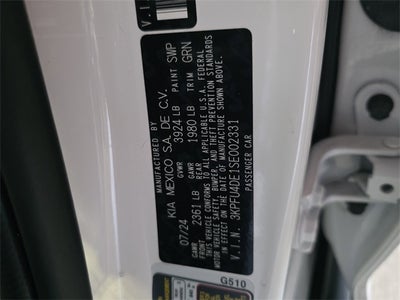 KIA MEXICO S.A. DE C.V.
07/24 GVWR 3924 LB PAINT SWP
GAWR FRONT 2361 LB GAWR REAR 1980 LB TRIM GRN
THIS VEHICLE CONFORMS TO ALL APPLICABLE U.S.A. FEDERAL
MOTOR VEHICLE SAFETY, BUMPER, AND THEFT PREVENTION STANDARDS
IN EFFECT ON THE DATE OF MANUFACTURE SHOWN ABOVE.
V.I.N. 3KPFU4DE1SE002331
PASSENGER CAR
G510
V.I.